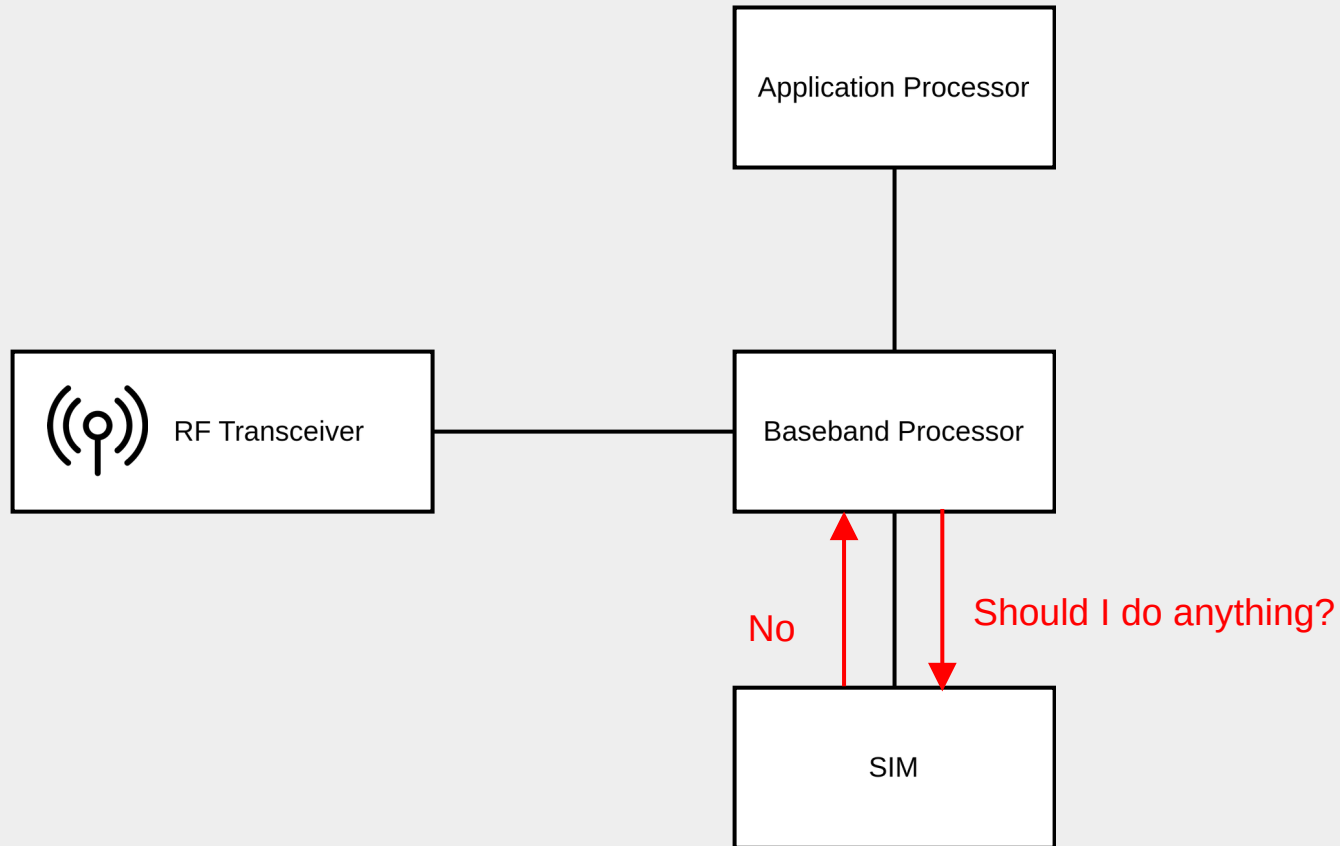 Application Processor
RF Transceiver
Baseband Processor
No
Should I do anything?
SIM